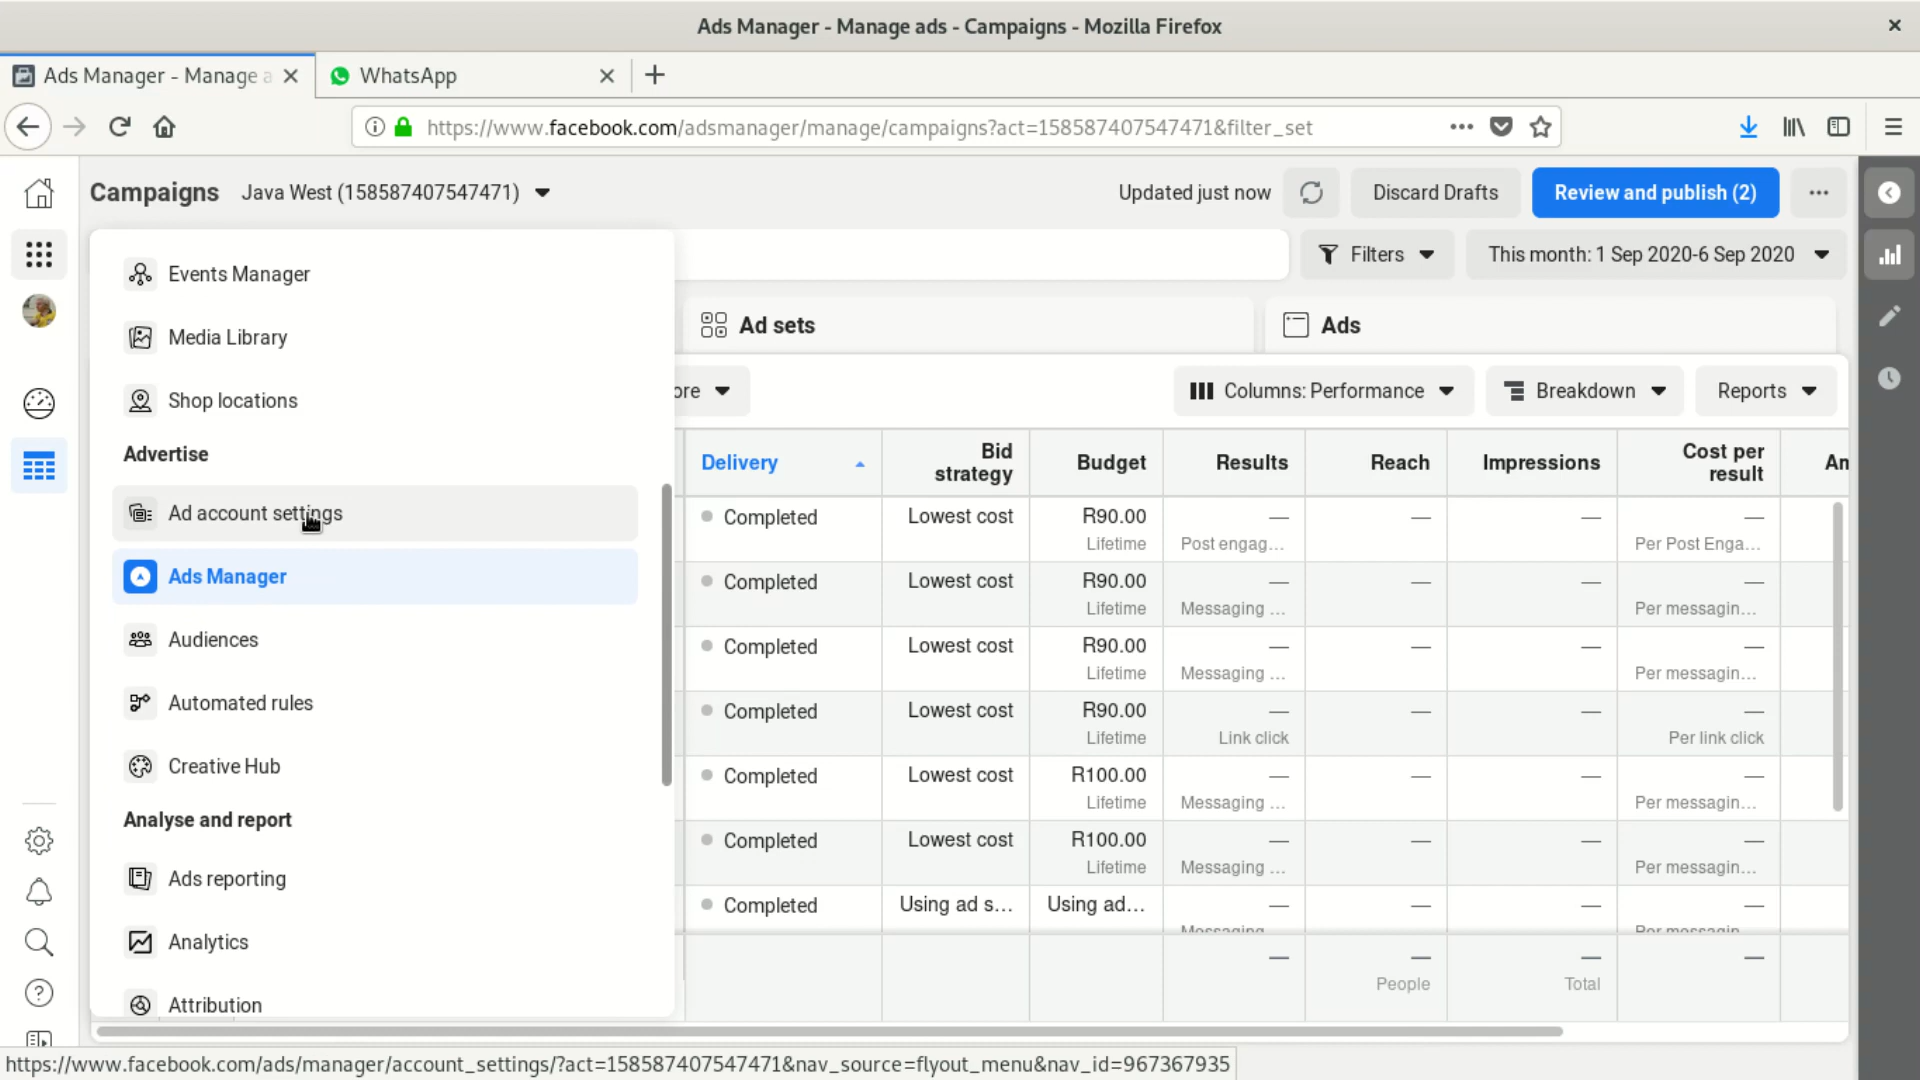 Ads Manager - Manage ads - Campaigns - Mozilla Firefox
Ads Manager - Manage a
WhatsApp
https://www.facebook.com/adsmanager/manage/campaigns?act=158587407547471&filter_set
Campaigns
Java West (158587407547471)
Updated just now
Discard Drafts
Review and publish (2)
Filters
This month: 1 Sep 2020-6 Sep 2020
Events Manager
Media Library
Shop locations
Advertise
Ad account settings
Ads Manager
Audiences
Automated rules
Creative Hub
Analyse and report
Ads reporting
Analytics
Attribution
Ad sets
Ads
ore
Columns: Performance
Breakdown
Reports
Delivery
Bid
strategy
Budget
Results
Reach
Impressions
Cost per
result
Am
Completed Lowest cost R90.00 — — — —
Lifetime Post engag... Per Post Enga...
Completed Lowest cost R90.00 — — — —
Lifetime Messaging ... Per messagin...
Completed Lowest cost R90.00 — — — —
Lifetime Messaging ... Per messagin...
Completed Lowest cost R90.00 — — — —
Lifetime Link click Per link click
Completed Lowest cost R100.00 — — — —
Lifetime Messaging ... Per messagin...
Completed Lowest cost R100.00 — — — —
Lifetime Messaging ... Per messagin...
Completed Using ad s... Using ad... — — — —
Messaging Per messagin
— — — —
People Total
https://www.facebook.com/ads/manager/account_settings/?act=158587407547471&nav_source=flyout_menu&nav_id=967367935